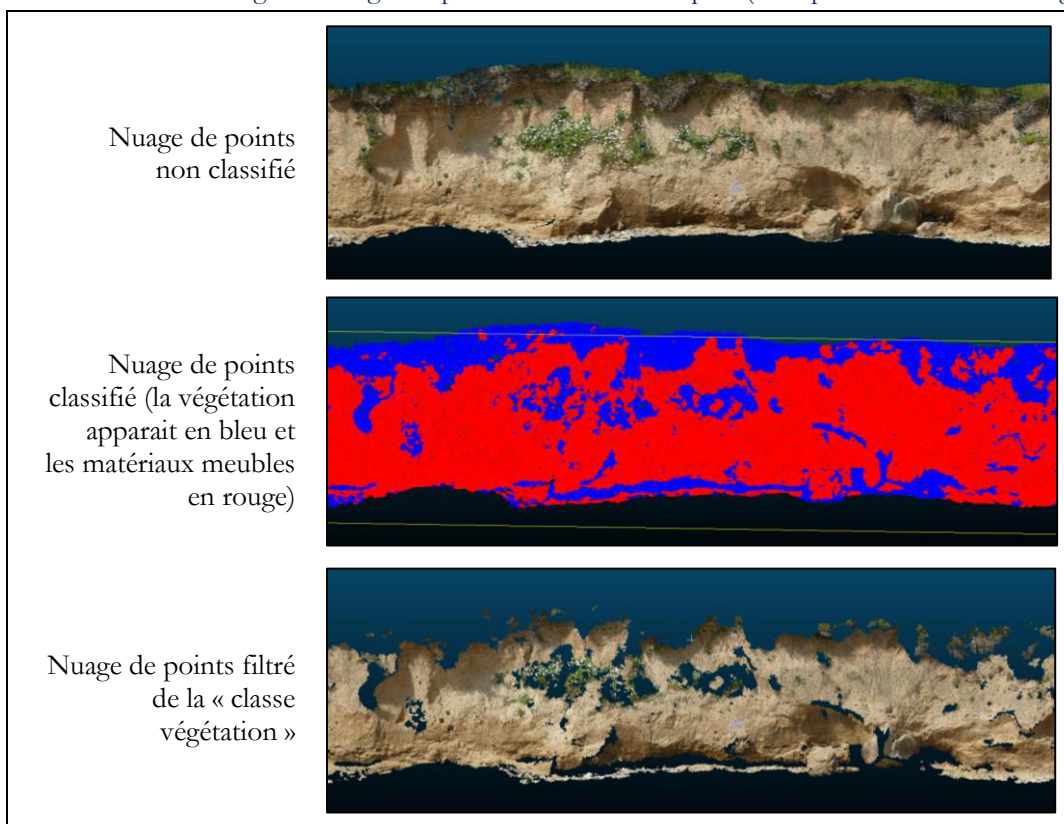 Nuage de points
non classifié
Nuage de points
classifié (la végétation
apparait en bleu et
les matériaux meubles
en rouge)
Nuage de points filtré
de la « classe
végétation »